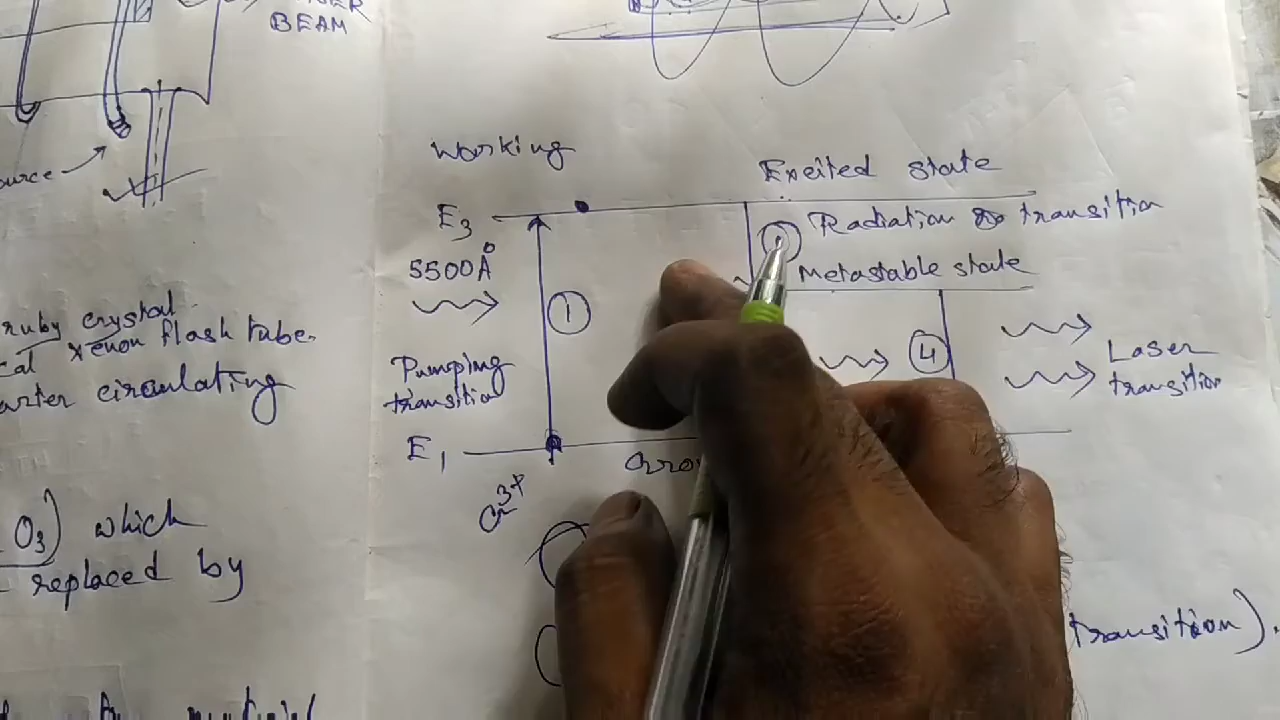 BEAM
Working
Excited state
E3
Radiation transition
5500Å
Metastable state
1
4
Laser
transition
Pumping
transition
E1
Cr3+
ruby crystal
xenon flash tube.
circulating
O3) which
replaced by
transition).